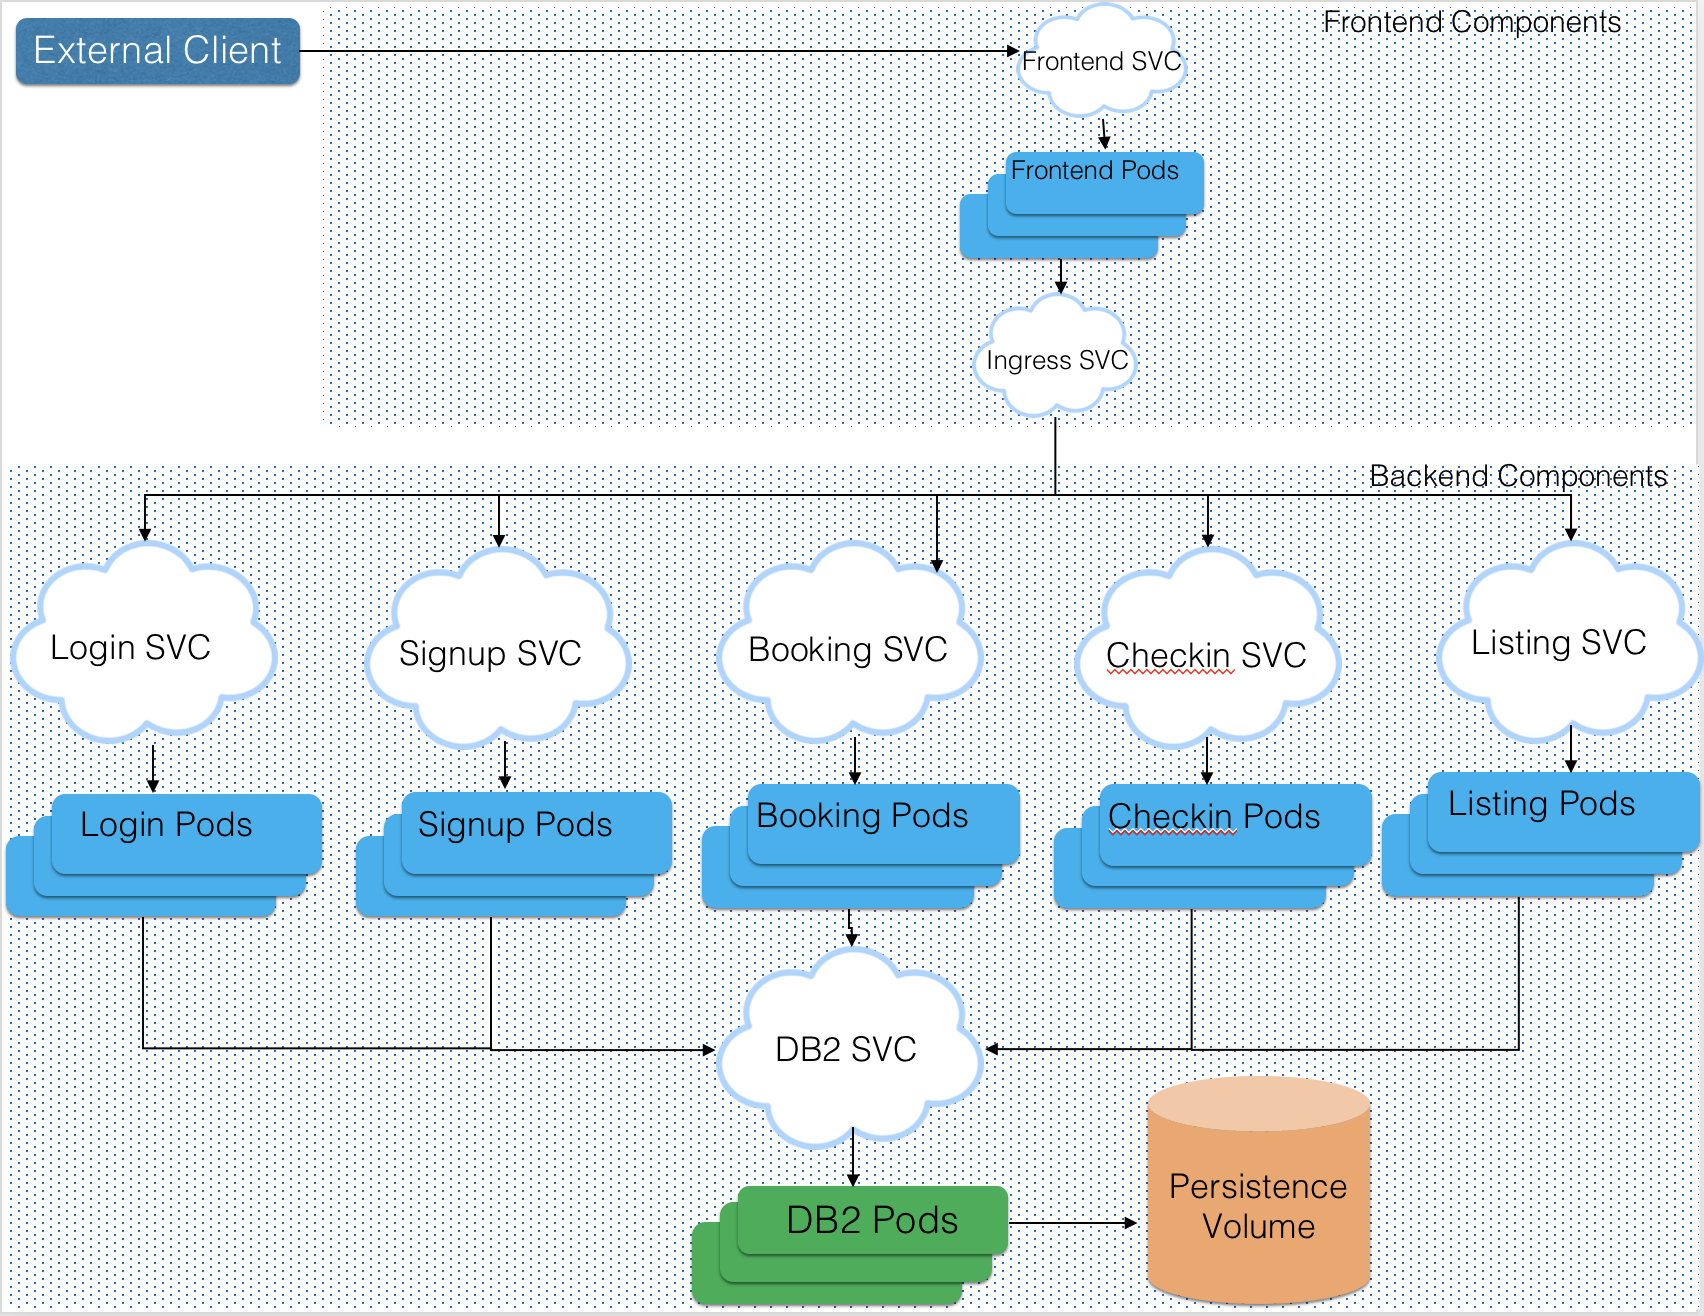 External Client
Frontend Components
Frontend SVC
Frontend Pods
Ingress SVC
Backend Components
Login SVC
Signup SVC
Booking SVC
Checkin SVC
Listing SVC
Login Pods
Signup Pods
Booking Pods
Checkin Pods
Listing Pods
DB2 SVC
DB2 Pods
Persistence
Volume